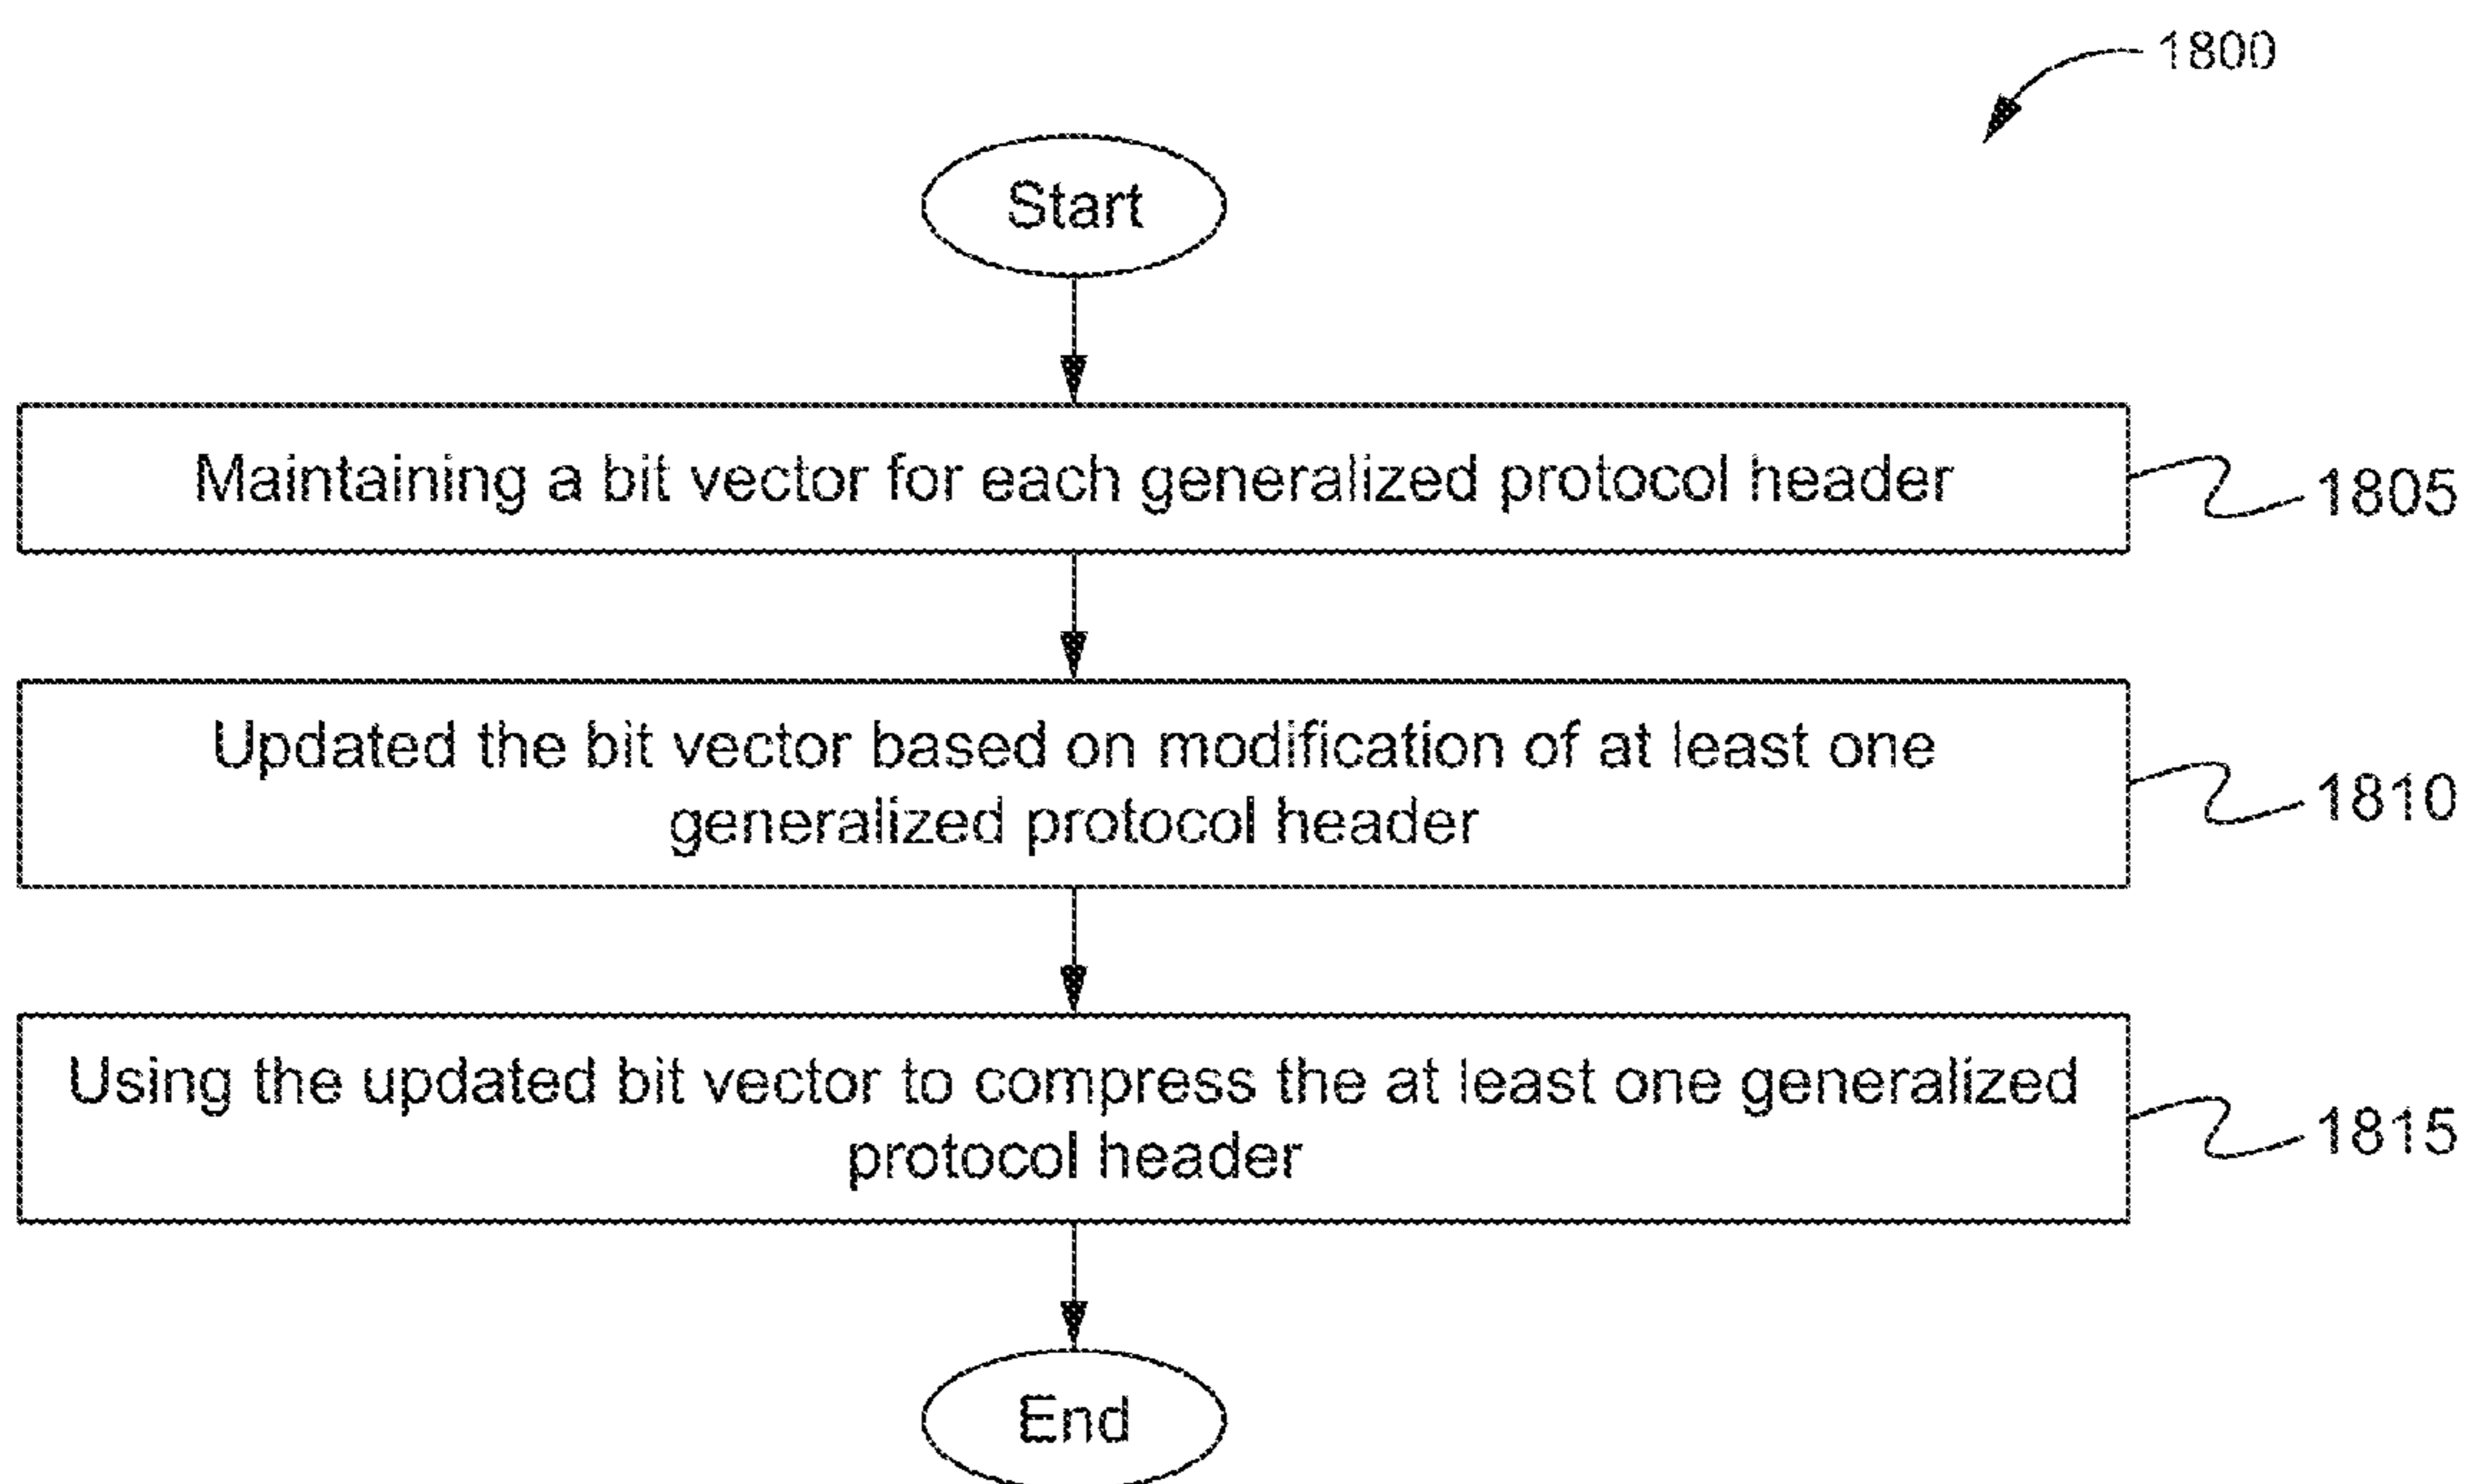 1800
Start
Maintaining a bit vector for each generalized protocol header
1805
Updated the bit vector based on modification of at least one
generalized protocol header
1810
Using the updated bit vector to compress the at least one generalized
protocol header
1815
End